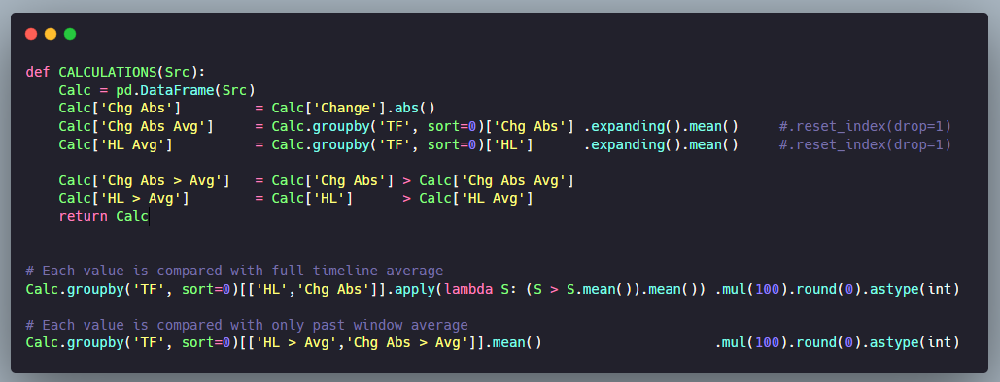 def CALCULATIONS(Src):
    Calc = pd.DataFrame(Src)
    Calc['Chg Abs']         = Calc['Change'].abs()
    Calc['Chg Abs Avg']     = Calc.groupby('TF', sort=0)['Chg Abs'] .expanding().mean()     #.reset_index(drop=1)
    Calc['HL Avg']          = Calc.groupby('TF', sort=0)['HL']      .expanding().mean()     #.reset_index(drop=1)

    Calc['Chg Abs > Avg']   = Calc['Chg Abs'] > Calc['Chg Abs Avg']
    Calc['HL > Avg']        = Calc['HL']      > Calc['HL Avg']
    return Calc


# Each value is compared with full timeline average
Calc.groupby('TF', sort=0)[['HL','Chg Abs']].apply(lambda S: (S > S.mean()).mean()) .mul(100).round(0).astype(int)

# Each value is compared with only past window average
Calc.groupby('TF', sort=0)[['HL > Avg','Chg Abs > Avg']].mean()                     .mul(100).round(0).astype(int)